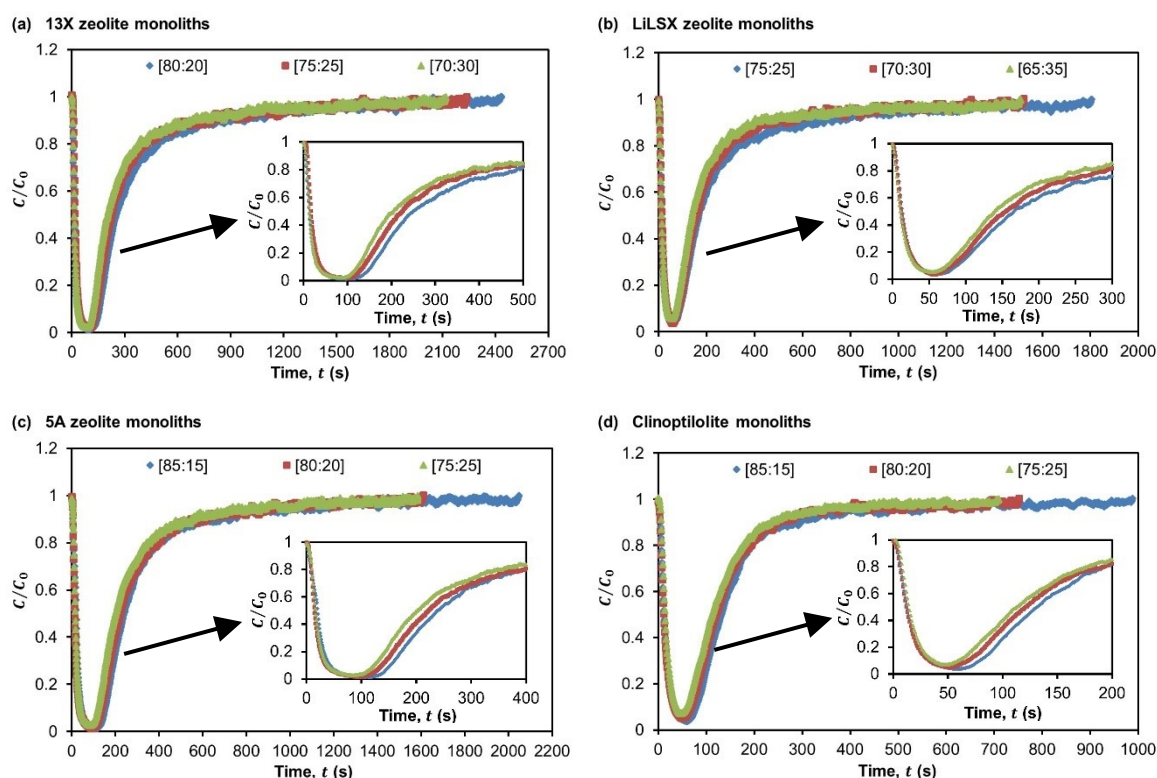 (a) 13X zeolite monoliths
1.2
[80:20] [75:25] [70:30]
1
0.8
0.6
0.4
0.2
0
C/C₀
0 300 600 900 1200 1500 1800 2100 2400 2700
Time, t (s)
1
0.8
0.6
0.4
0.2
0
C/C₀
0 100 200 300 400 500
Time, t (s)
(b) LiLSX zeolite monoliths
1.2
[75:25] [70:30] [65:35]
1
0.8
0.6
0.4
0.2
0
C/C₀
0 200 400 600 800 1000 1200 1400 1600 1800 2000
Time, t (s)
1
0.8
0.6
0.4
0.2
0
C/C₀
0 50 100 150 200 250 300
Time, t (s)
(c) 5A zeolite monoliths
1.2
[85:15] [80:20] [75:25]
1
0.8
0.6
0.4
0.2
0
C/C₀
0 200 400 600 800 1000 1200 1400 1600 1800 2000 2200
Time, t (s)
1
0.8
0.6
0.4
0.2
0
C/C₀
0 100 200 300 400
Time, t (s)
(d) Clinoptilolite monoliths
1.2
[85:15] [80:20] [75:25]
1
0.8
0.6
0.4
0.2
0
C/C₀
0 100 200 300 400 500 600 700 800 900 1000
Time, t (s)
1
0.8
0.6
0.4
0.2
0
C/C₀
0 50 100 150 200
Time, t (s)